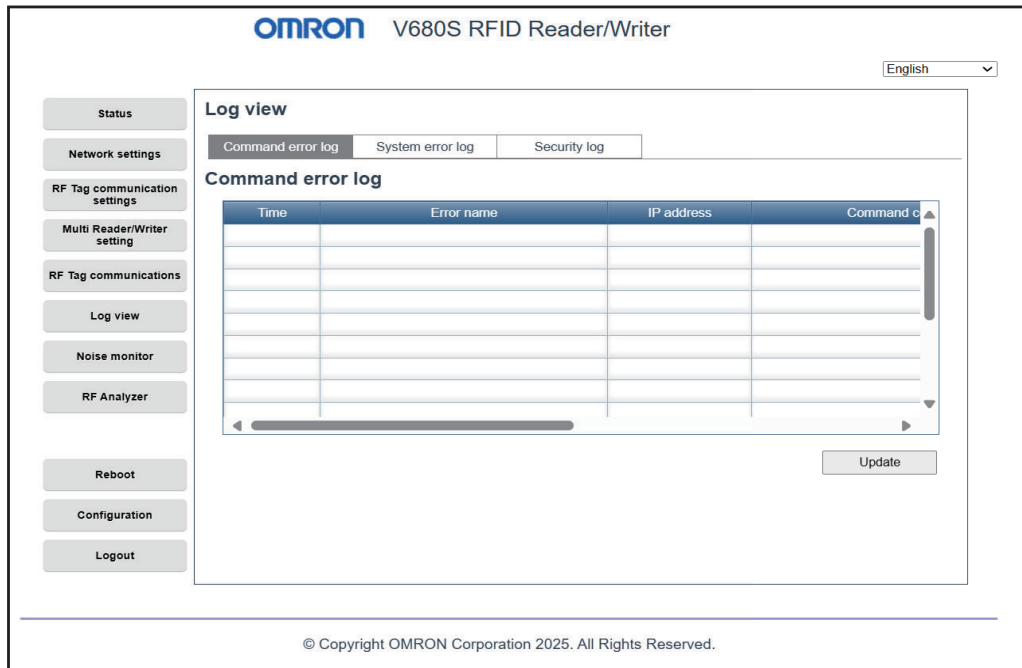 OMRON V680S RFID Reader/Writer
English
Status
Network settings
RF Tag communication
settings
Multi Reader/Writer
setting
RF Tag communications
Log view
Noise monitor
RF Analyzer
Reboot
Configuration
Logout
Log view
Command error log System error log Security log
Command error log
Time Error name IP address Command c
Update
© Copyright OMRON Corporation 2025. All Rights Reserved.